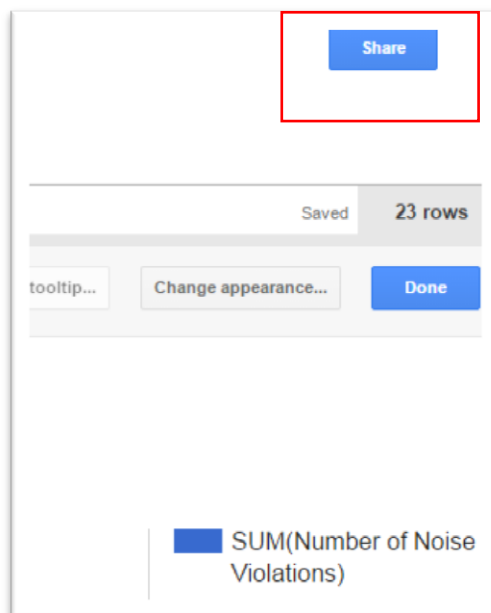 Share
Saved 23 rows
tooltip... Change appearance... Done
SUM(Number of Noise
Violations)